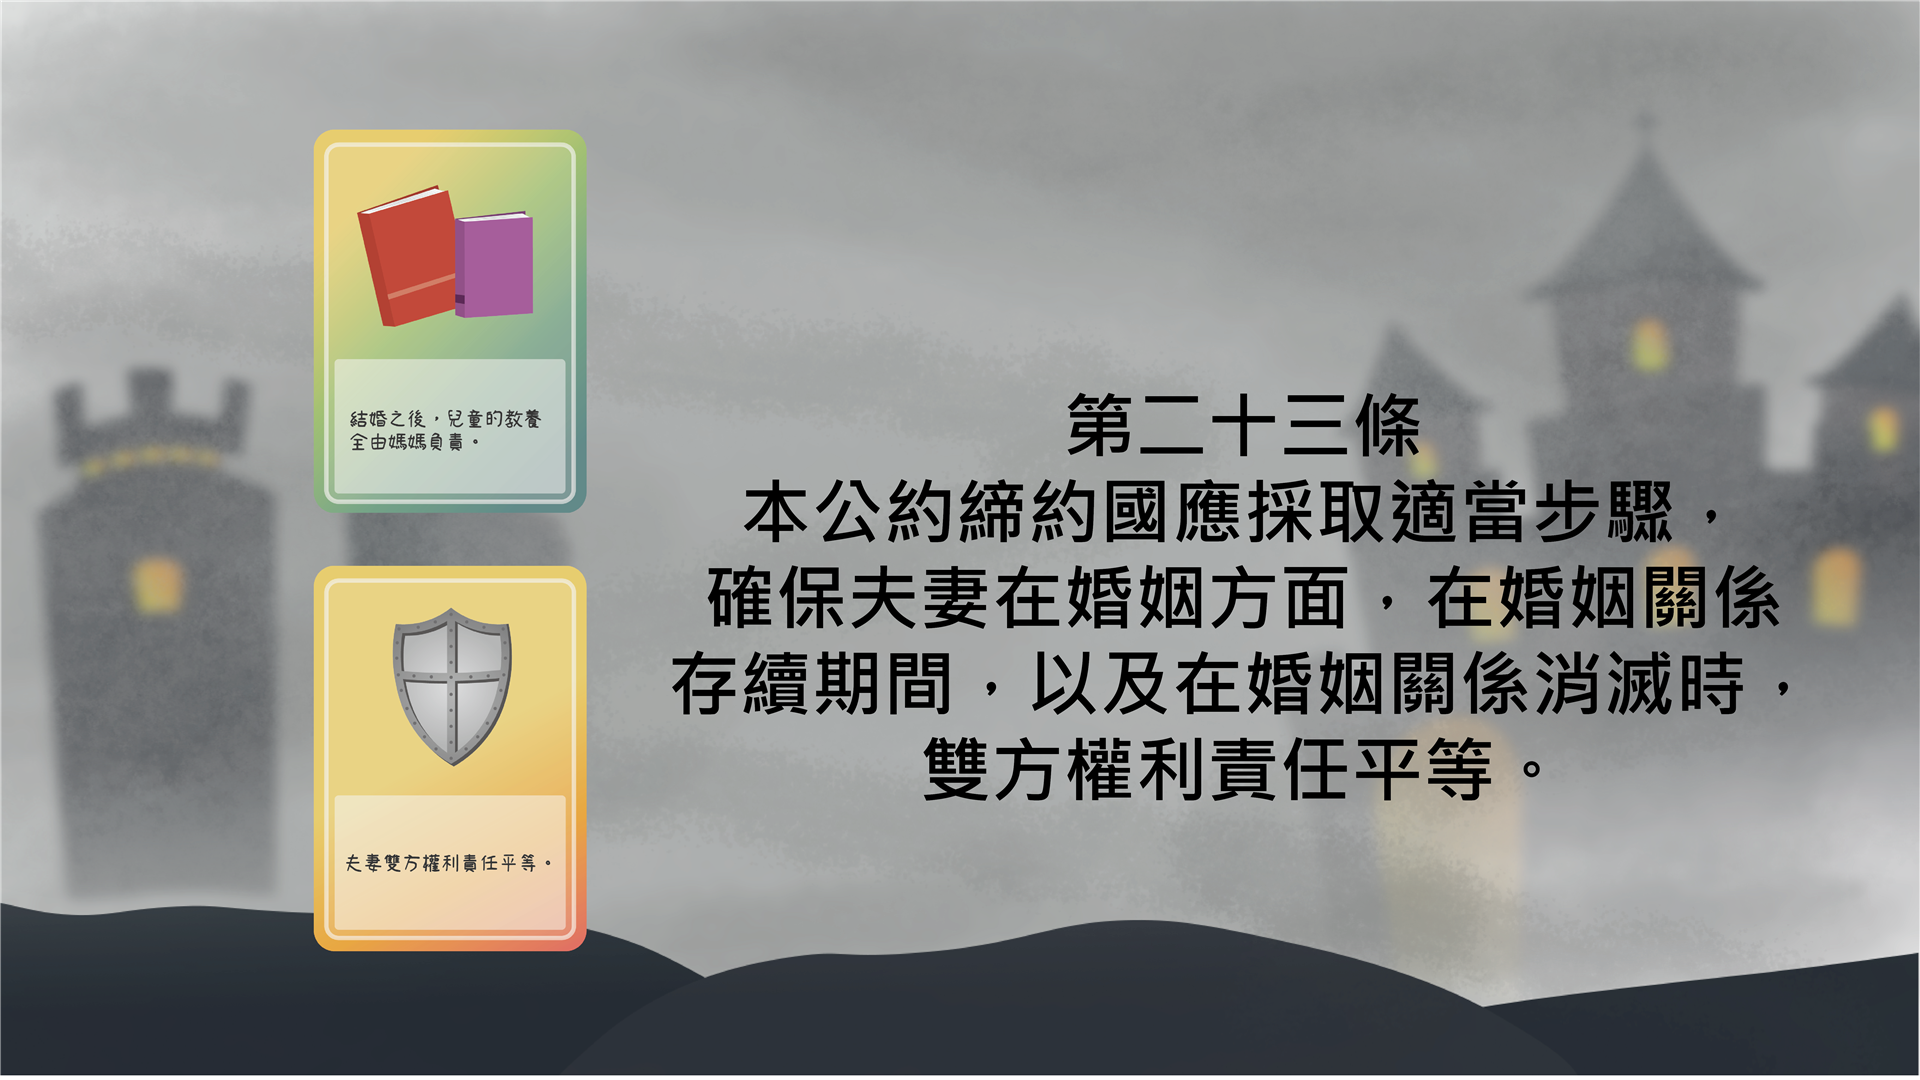 結婚之後，兒童的教養
全由媽媽負責。
夫妻雙方權利責任平等。
第二十三條
本公約締約國應採取適當步驟，
確保夫妻在婚姻方面，在婚姻關係
存續期間，以及在婚姻關係消滅時，
雙方權利責任平等。